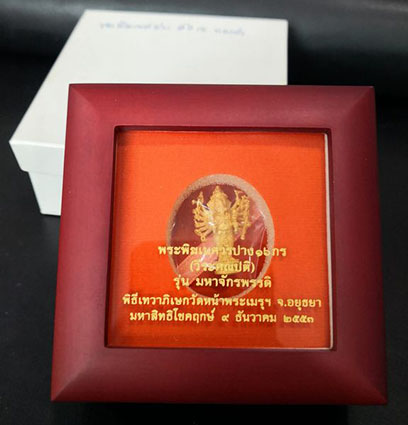 พระพิฆเนศวรปาง๑๖กร
(วีระคณปติ)
รุ่น มหาจักรพรรดิ
พิธีเทวาภิเษกวัดหน้าพระเมรุฯ จ.อยุธยา
มหาสิทธิโชคฤกษ์ ๙ ธันวาคม ๒๕๕๓